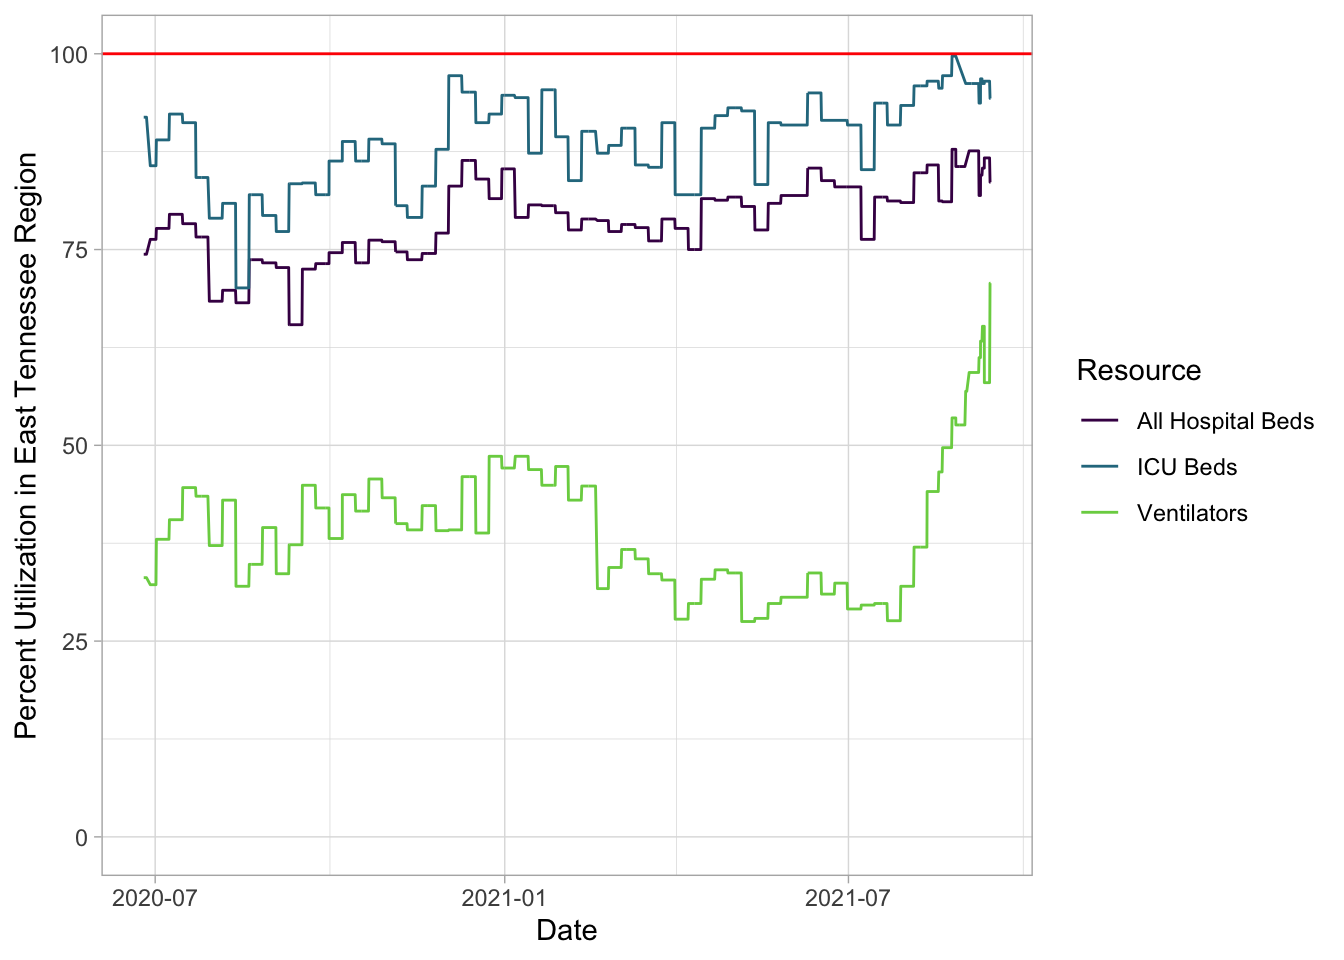 Percent Utilization in East Tennessee Region
100
75
50
25
0
2020-07
2021-01
2021-07
Date
Resource
All Hospital Beds
ICU Beds
Ventilators